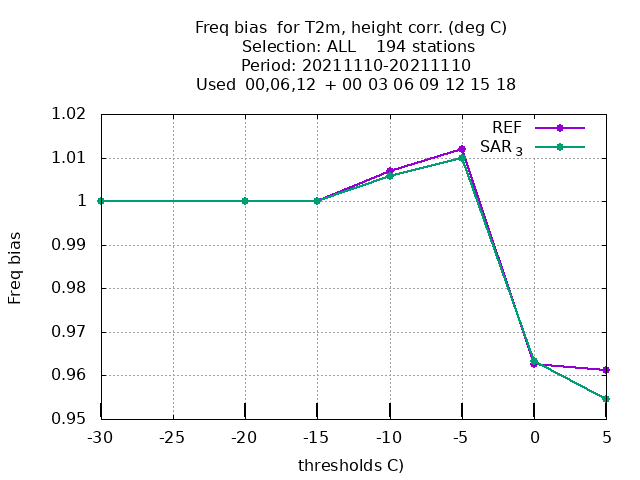 Freq bias  for T2m, height corr. (deg C)
Selection: ALL    194 stations
Period: 20211110-20211110
Used  00,06,12  + 00 03 06 09 12 15 18
REF
SAR 3
1.02
1.01
1
0.99
0.98
0.97
0.96
0.95
Freq bias
-30 -25 -20 -15 -10 -5 0 5
thresholds C)